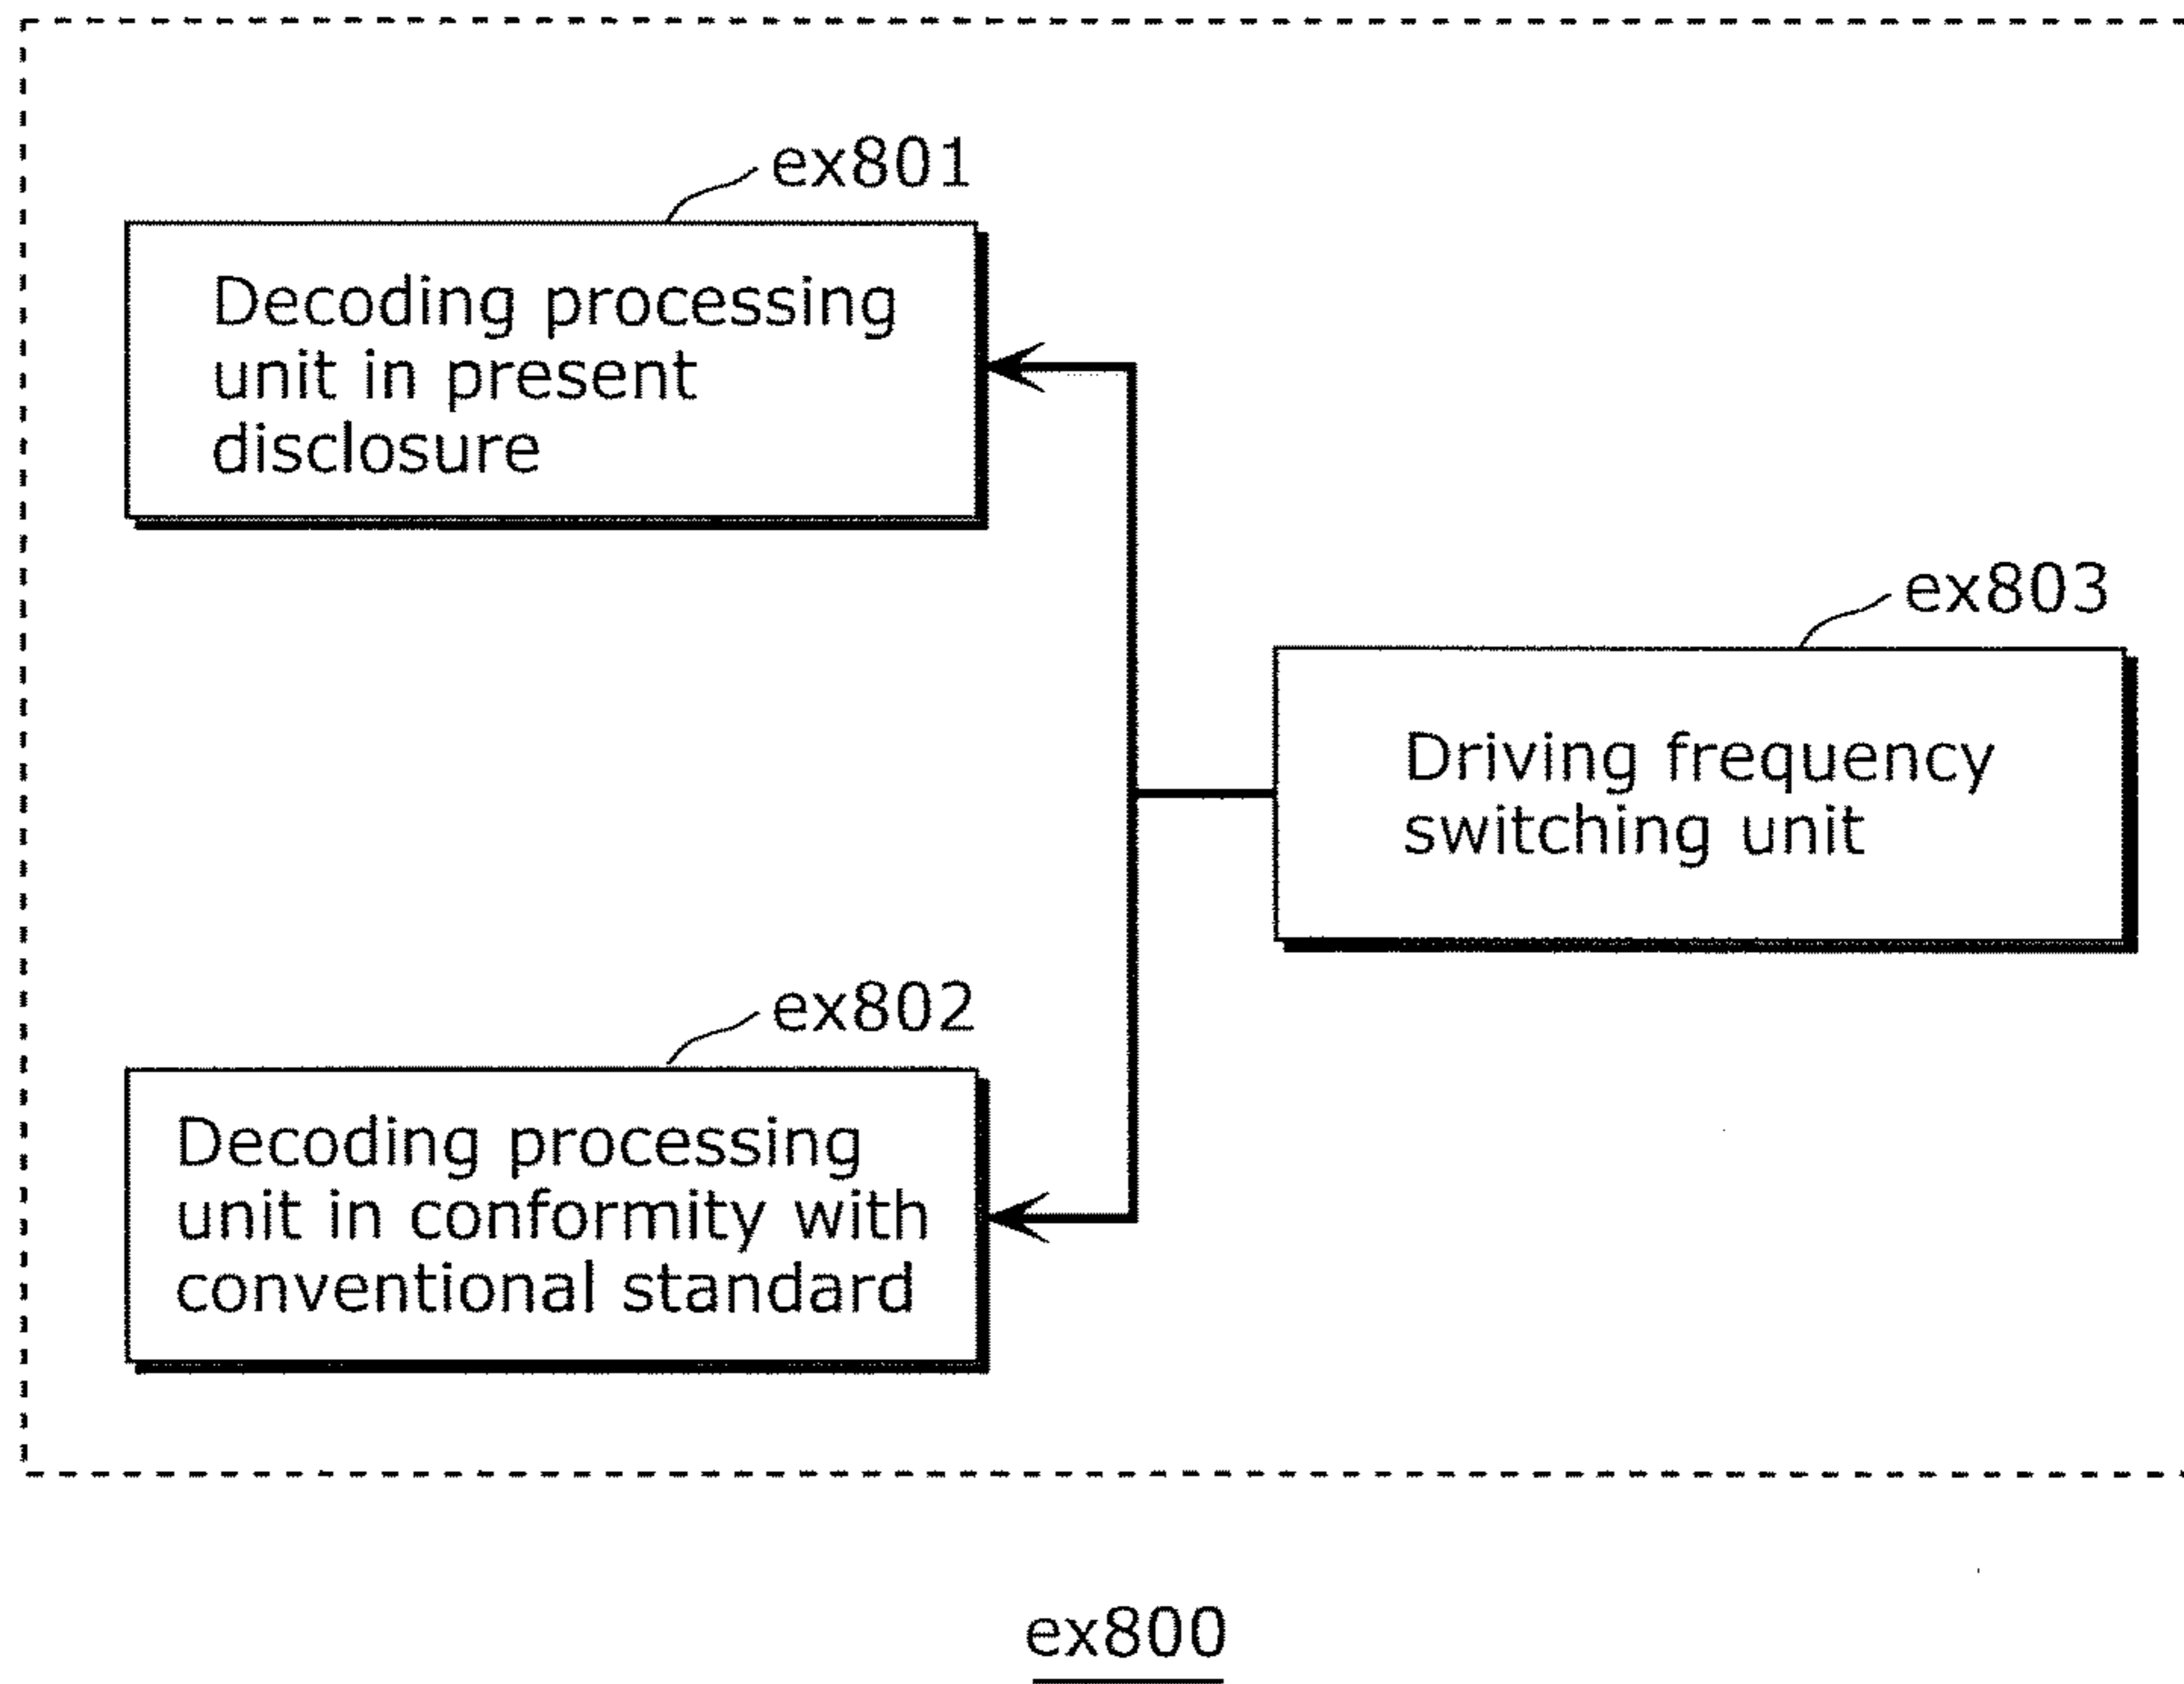 ex801
Decoding processing
unit in present
disclosure
ex803
Driving frequency
switching unit
ex802
Decoding processing
unit in conformity with
conventional standard
ex800